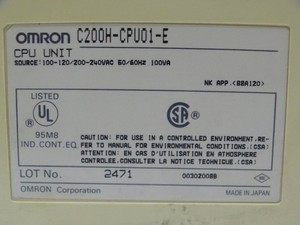 OMRON C200H-CPU01-E
CPU UNIT
SOURCE:100-120/200-240VAC 50/60HZ 100VA
NK APP.<88A120>
LISTED
UL
95M8
IND.CONT.EQ.
SA
FOR USE IN A CONTROLLED ENVIRONMENT.RE-
FER TO MANUAL FOR ENVIRONMENTAL CONDITIONS.(CSA)
ATTENTION: EN CAS D'UTILISATION EN ATMOSPHERE
CONTROLEE.CONSULTER LA NOTICE TECHNIQUE.(CSA)
LOT No. 2471
0030200BB
OMRON Corporation
MADE IN JAPAN